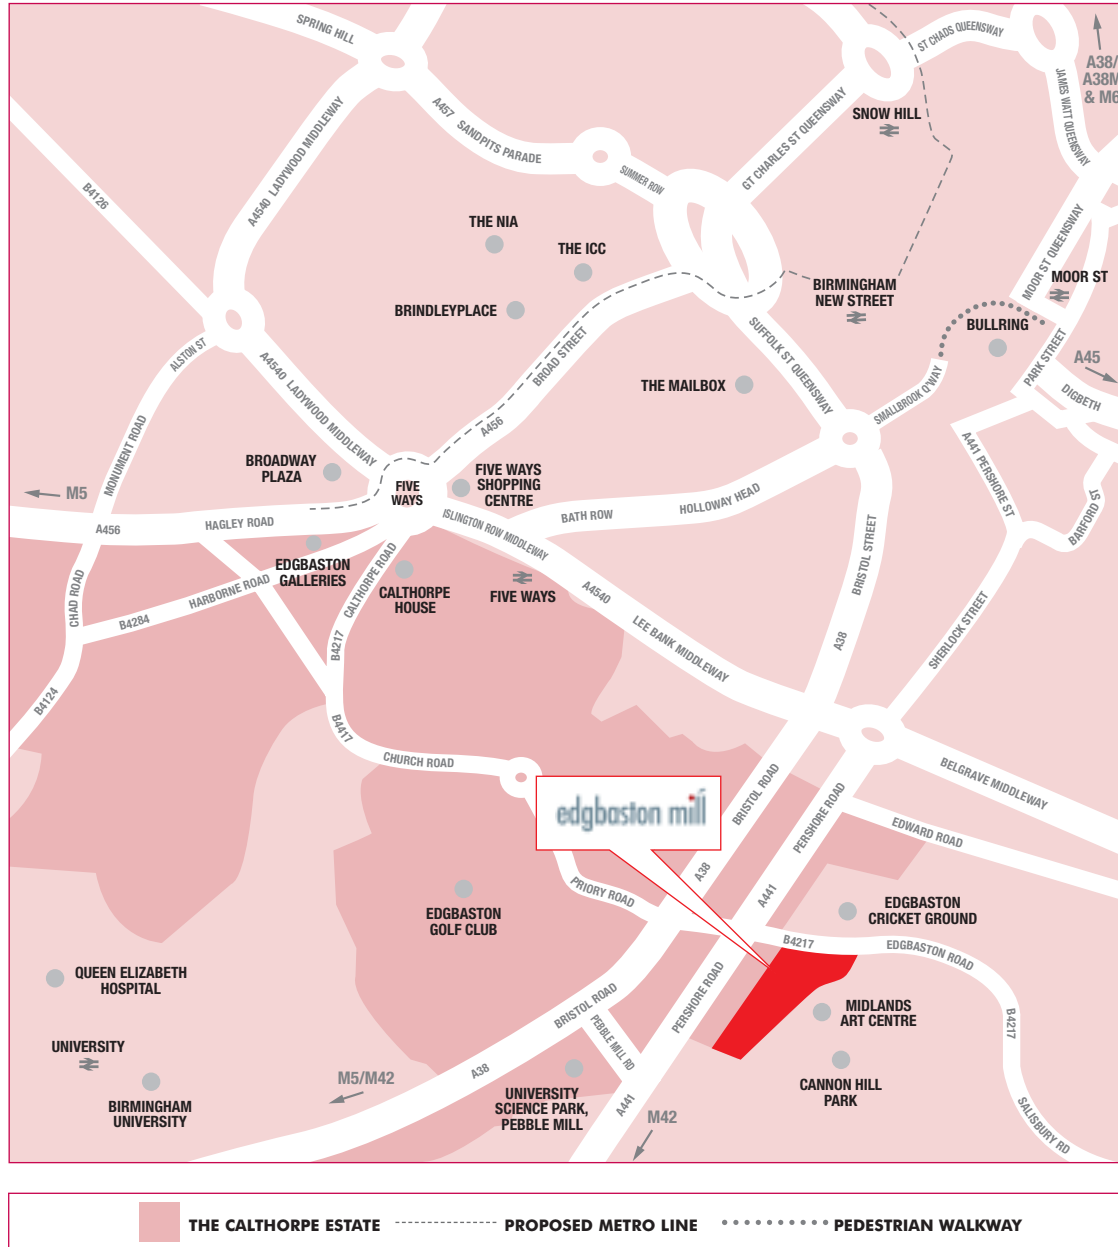 SPRING HILL
ST CHADS QUEENSWAY
A38/
A38M
& M6
JAMES WATT QUEENSWAY
A4540 LADYWOOD MIDDLEWAY
A457 SANDPITS PARADE
SUMMER ROW
GT CHARLES ST QUEENSWAY
SNOW HILL
B4126
THE NIA
THE ICC
BRINDLEYPLACE
BIRMINGHAM
NEW STREET
MOOR ST QUEENSWAY
MOOR ST
BULLRING
PARK STREET
A45
DIGBETH
ALSTON ST
A4540 LADYWOOD MIDDLEWAY
BROAD STREET
A456
THE MAILBOX
SUFFOLK ST QUEENSWAY
SMALLBROOK Q'WAY
MONUMENT ROAD
BROADWAY
PLAZA
FIVE
WAYS
FIVE WAYS
SHOPPING
CENTRE
A441 PERSHORE ST
BARFORD ST
M5
A456
HAGLEY ROAD
ISLINGTON ROW MIDDLEWAY
BATH ROW
HOLLOWAY HEAD
BRISTOL STREET
A38
EDGBASTON
GALLERIES
CALTHORPE ROAD
B4217
CALTHORPE
HOUSE
FIVE WAYS
A4540
LEE BANK MIDDLEWAY
SHERLOCK STREET
CHAD ROAD
B4284
HARBORNE ROAD
B4124
B4417
CHURCH ROAD
BELGRAVE MIDDLEWAY
edgbaston mill
BRISTOL ROAD
A38
PERSHORE ROAD
A441
EDWARD ROAD
PRIORY ROAD
EDGBASTON
GOLF CLUB
EDGBASTON
CRICKET GROUND
B4217
EDGBASTON ROAD
QUEEN ELIZABETH
HOSPITAL
BRISTOL ROAD
PERSHORE ROAD
PEBBLE MILL RD
MIDLANDS
ART CENTRE
B4217
UNIVERSITY
BIRMINGHAM
UNIVERSITY
M5/M42
A38
UNIVERSITY
SCIENCE PARK,
PEBBLE MILL
A441
M42
CANNON HILL
PARK
SALISBURY RD
THE CALTHORPE ESTATE
PROPOSED METRO LINE
PEDESTRIAN WALKWAY